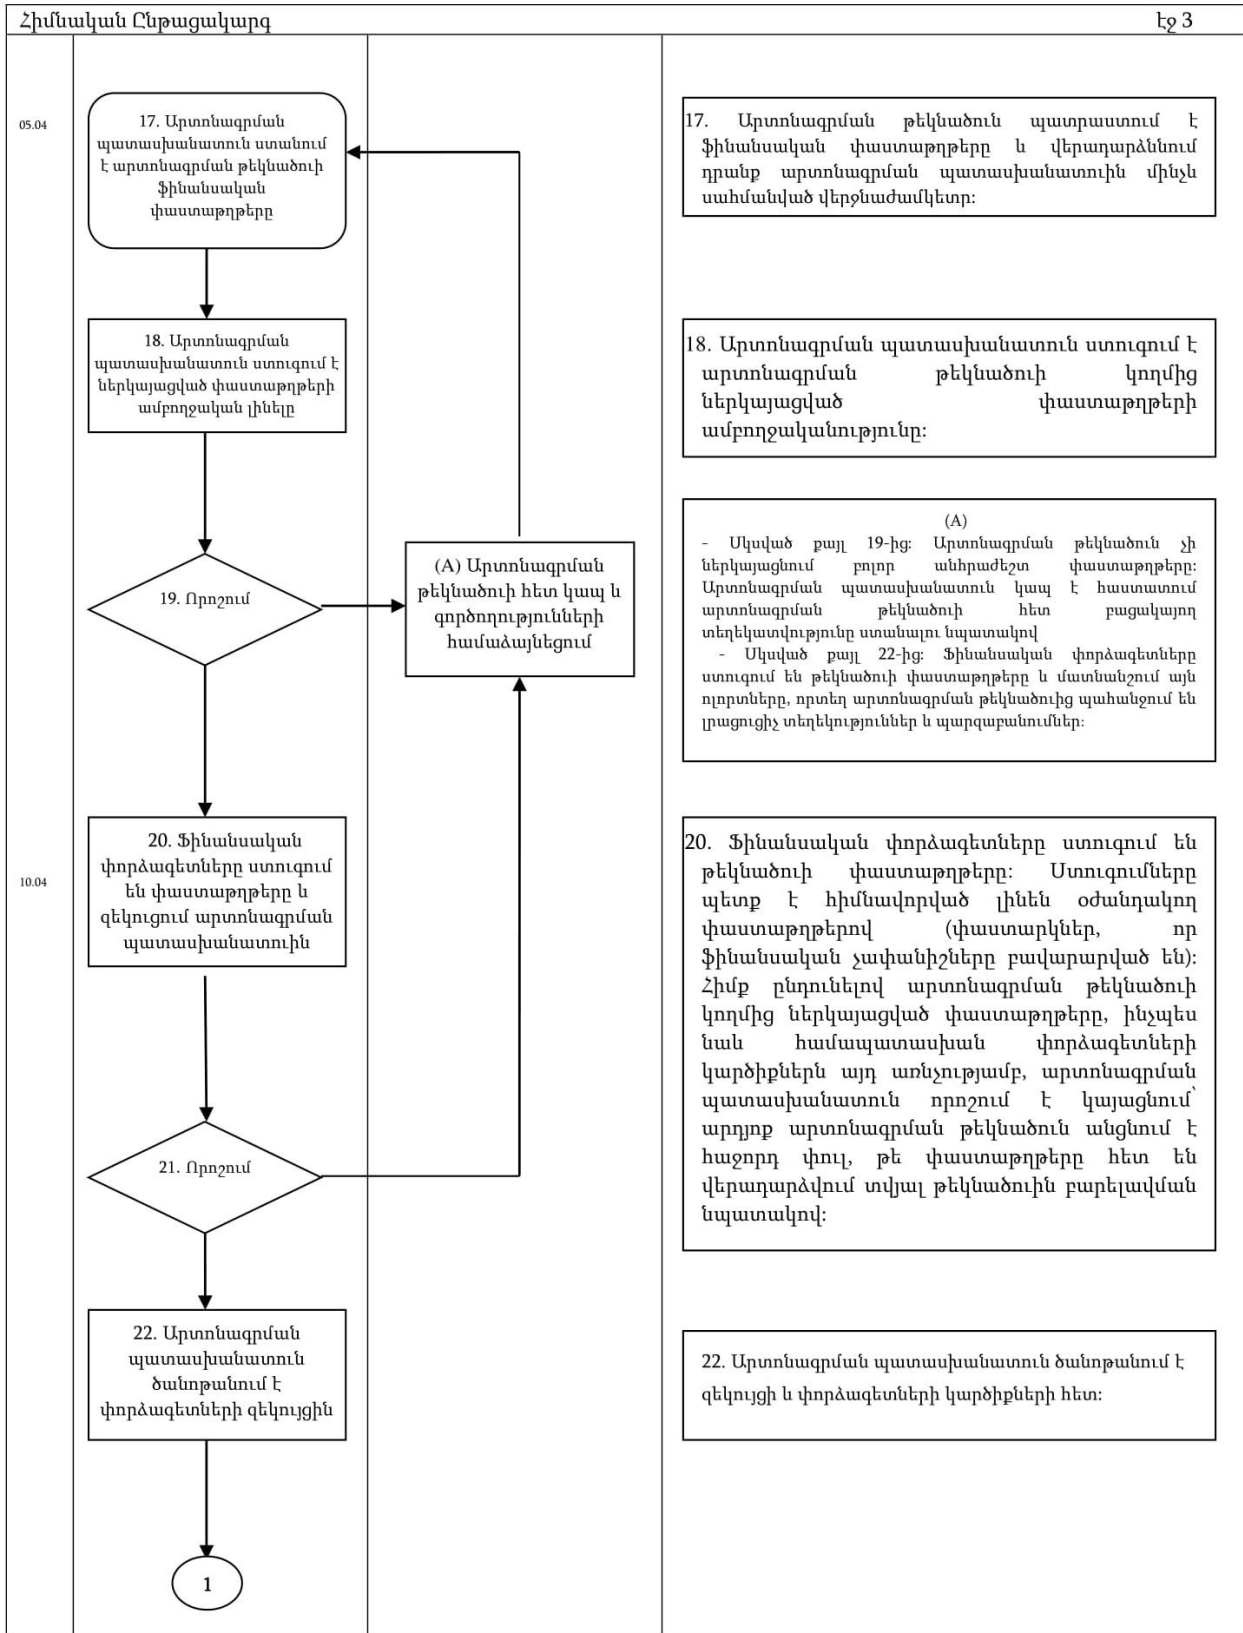 Հիմնական Ընթացակարգ
էջ 3
05.04
17. Արտոնագրման
պատասխանատուն ստանում
է արտոնագրման թեկնածուի
ֆինանսական
փաստաթղթերը
17. Արտոնագրման թեկնածուն պատրաստում է
ֆինանսական փաստաթղթերը և վերադարձննում
դրանք արտոնագրման պատասխանատուին մինչև
սահմանված վերջնաժամկետր:
18. Արտոնագրման
պատասխանատուն ստուգում է
ներկայացված փաստաթղթերի
ամբողջական լինելը
18. Արտոնագրման պատասխանատուն ստուգում է
արտոնագրման թեկնածուի կողմից
ներկայացված փաստաթղթերի
ամբողջականությունը:
(A)
- Սկսված քայլ 19-ից: Արտոնագրման թեկնածուն չի
ներկայացնում բոլոր անհրաժեշտ փաստաթղթերը:
Արտոնագրման պատասխանատուն կապ է հաստատում
արտոնագրման թեկնածուի հետ բացակայող
տեղեկատվությունը ստանալու նպատակով
- Սկսված քայլ 22-ից: Ֆինանսական փորձագետները
ստուգում են թեկնածուի փաստաթղթերը և մատնանշում այն
ոլորտները, որտեղ արտոնագրման թեկնածուից պահանջում են
լրացուցիչ տեղեկություններ և պարզաբանումներ:
19. Որոշում
(A) Արտոնագրման
թեկնածուի հետ կապ և
գործողությունների
համաձայնեցում
10.04
20. Ֆինանսական
փորձագետները ստուգում
են փաստաթղթերը և
զեկուցում արտոնագրման
պատասխանատուին
20. Ֆինանսական փորձագետները ստուգում են
թեկնածուի փաստաթղթերը: Ստուգումները
պետք է հիմնավորված լինեն օժանդակող
փաստաթղթերով (փաստարկներ, որ
ֆինանսական չափանիշները բավարարված են):
Հիմք ընդունելով արտոնագրման թեկնածուի
կողմից ներկայացված փաստաթղթերը, ինչպես
նաև համապատասխան փորձագետների
կարծիքներն այդ առնչությամբ, արտոնագրման
պատասխանատուն որոշում է կայացնում՝
արդյոք արտոնագրման թեկնածուն անցնում է
հաջորդ փուլ, թե փաստաթղթերը հետ են
վերադարձվում տվյալ թեկնածուին բարելավման
նպատակով:
21. Որոշում
22. Արտոնագրման
պատասխանատուն
ծանոթանում է
փորձագետների զեկույցին
22. Արտոնագրման պատասխանատուն ծանոթանում է
զեկույցի և փորձագետների կարծիքների հետ:
1